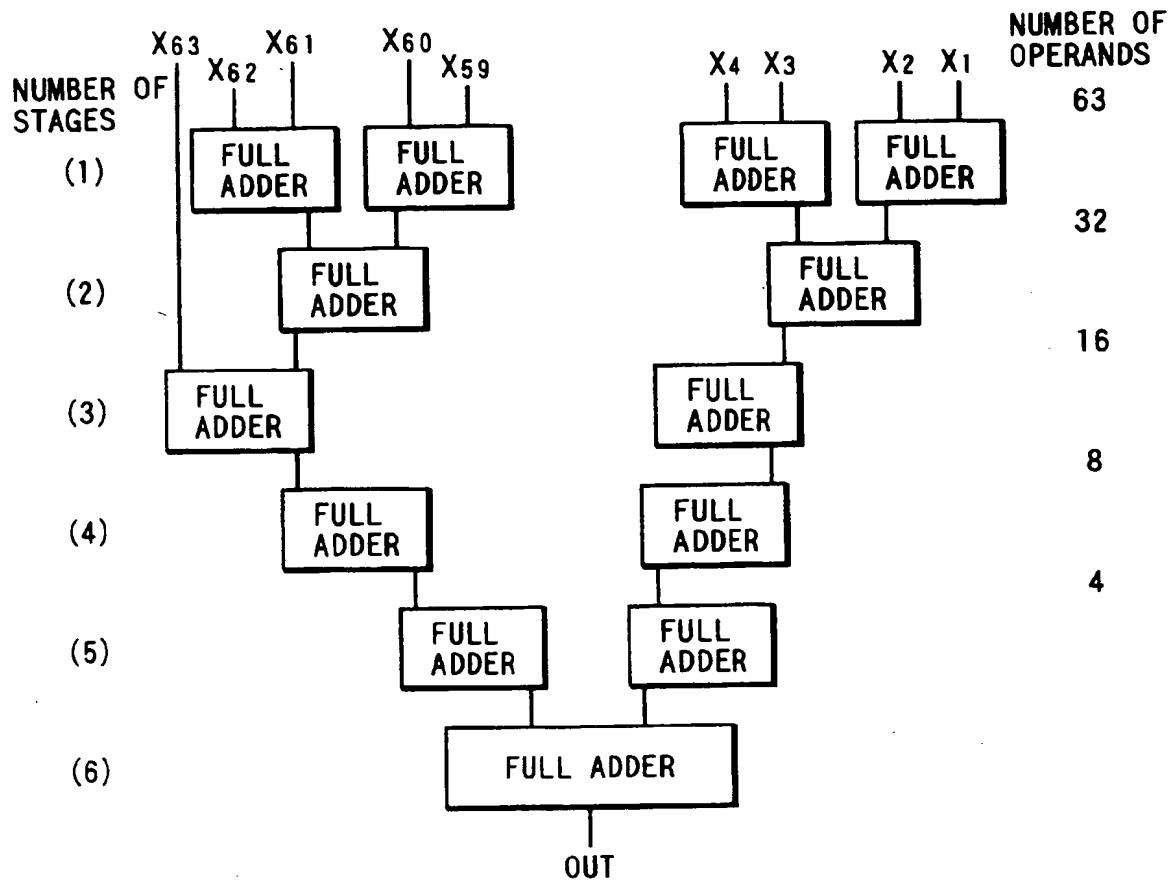 X63 X61 X60 NUMBER OF
X62 X59 X4 X3 X2 X1 OPERANDS
NUMBER OF
STAGES
63
(1) FULL ADDER FULL ADDER FULL ADDER FULL ADDER
32
(2) FULL ADDER FULL ADDER
16
(3) FULL ADDER FULL ADDER
8
(4) FULL ADDER FULL ADDER
4
(5) FULL ADDER FULL ADDER
(6) FULL ADDER
OUT